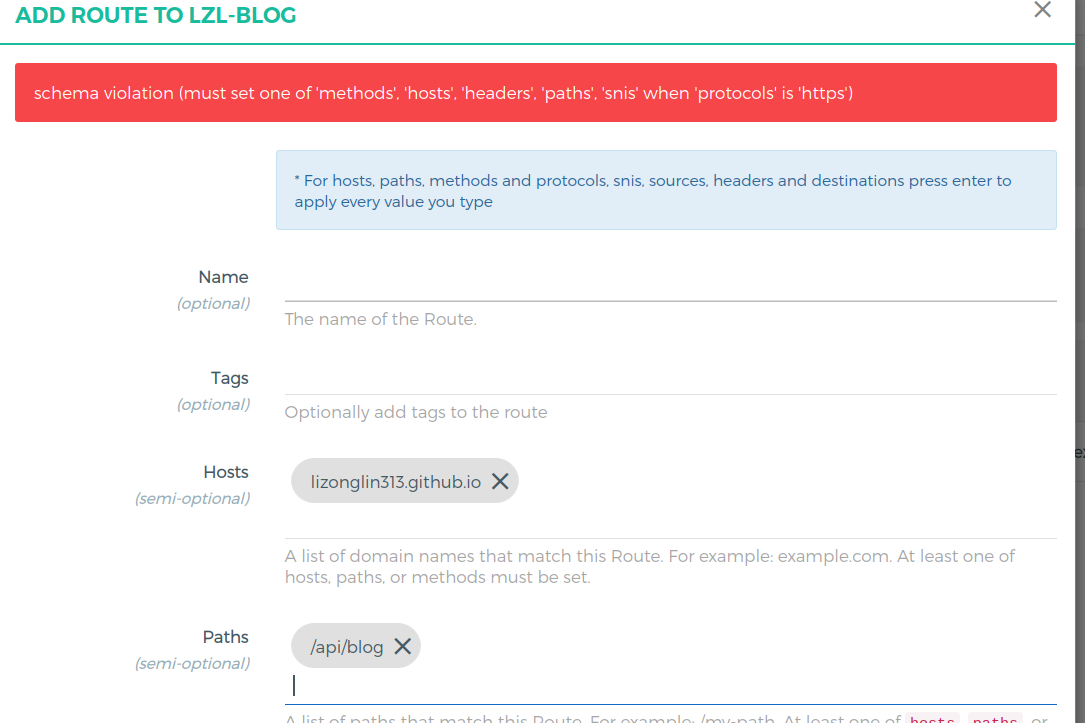 ADD ROUTE TO LZL-BLOG
schema violation (must set one of 'methods', 'hosts', 'headers', 'paths', 'snis' when 'protocols' is 'https')
* For hosts, paths, methods and protocols, snis, sources, headers and destinations press enter to
apply every value you type
Name
(optional)
The name of the Route.
Tags
(optional)
Optionally add tags to the route
Hosts
(semi-optional)
lizonglin313.github.io
A list of domain names that match this Route. For example: example.com. At least one of
hosts, paths, or methods must be set.
Paths
(semi-optional)
/api/blog
A list of paths that match this Route. For example: /my-path. At least one of hosts, paths, or